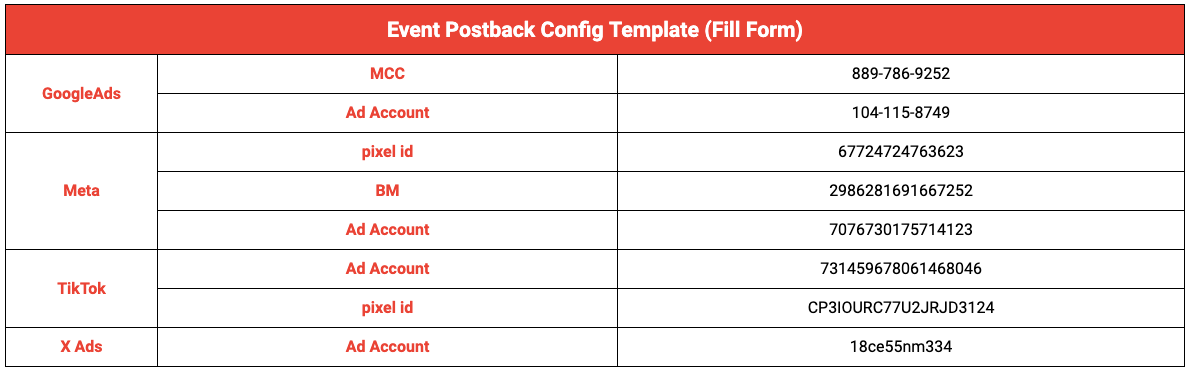 Event Postback Config Template (Fill Form)
GoogleAds
MCC
889-786-9252
Ad Account
104-115-8749
Meta
pixel id
67724724763623
BM
2986281691667252
Ad Account
7076730175714123
TikTok
Ad Account
731459678061468046
pixel id
CP3IOURC77U2JRJD3124
X Ads
Ad Account
18ce55nm334